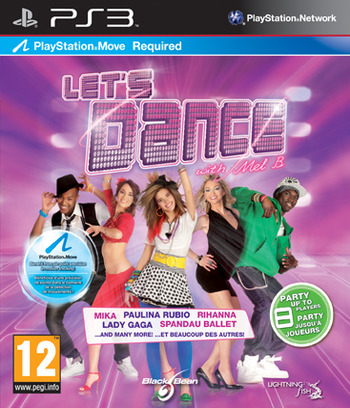 PS3
PlayStation Network
PlayStation Move Required
LET'S
DANCE
with Mel B
PlayStation Move
MIKA PAULINA RUBIO RIHANNA
LADY GAGA SPANDAU BALLET
...AND MANY MORE! ...ET BEAUCOUP DES AUTRES!
PARTY
UP TO
8
PLAYERS
PARTY
JUSQU'À
JOUEURS
12
www.pegi.info
Black Bean
LIGHTNING
FISH